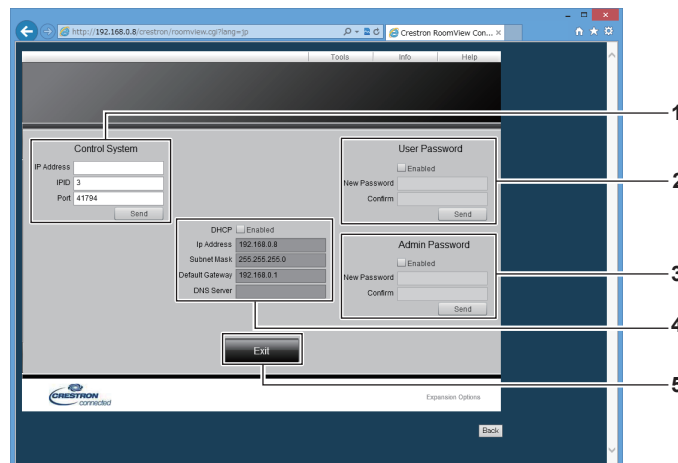 http://192.168.0.8/crestron/roomview.cgi?lang=jp
Crestron RoomView Con... ×
Tools Info Help
1
Control System
IP Address
IPID 3
Port 41794
Send
User Password
Enabled
New Password
Confirm
Send
2
DHCP Enabled
Ip Address 192.168.0.8
Subnet Mask 255.255.255.0
Default Gateway 192.168.0.1
DNS Server
Admin Password
Enabled
New Password
Confirm
Send
3
4
Exit
5
CRESTRON
connected
Expansion Options
Back